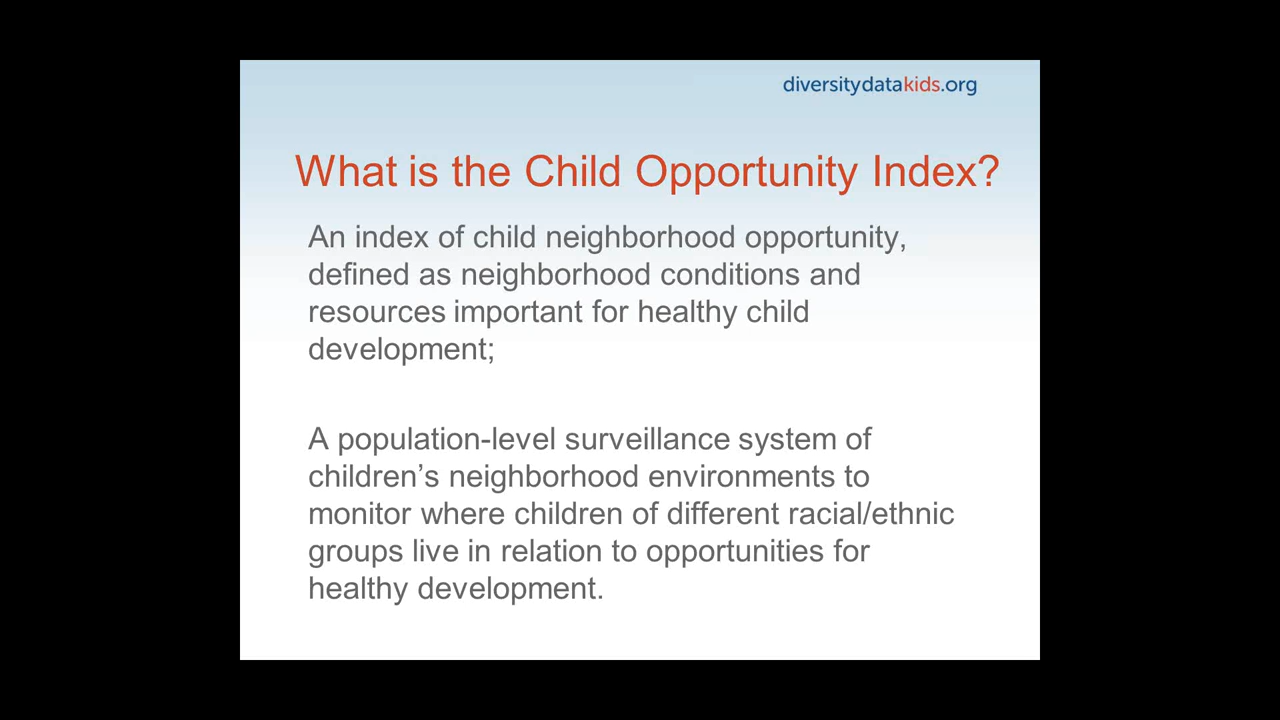 diversitydatakids.org
What is the Child Opportunity Index?
An index of child neighborhood opportunity,
defined as neighborhood conditions and
resources important for healthy child
development;
A population-level surveillance system of
children’s neighborhood environments to
monitor where children of different racial/ethnic
groups live in relation to opportunities for
healthy development.